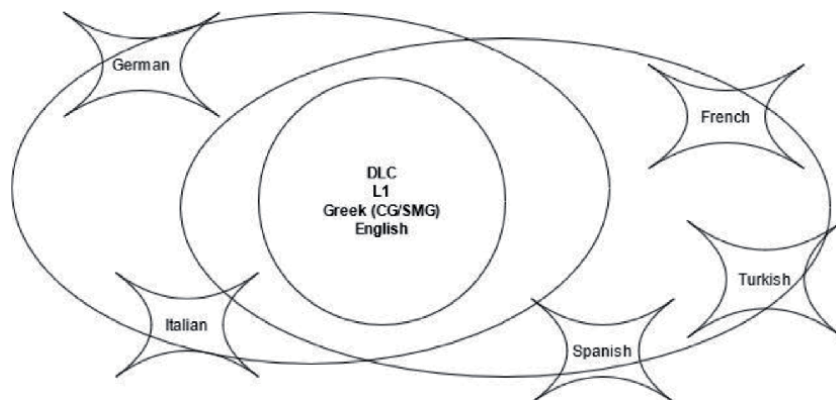 German
French
DLC
L1
Greek (CG/SMG)
English
Turkish
Italian
Spanish